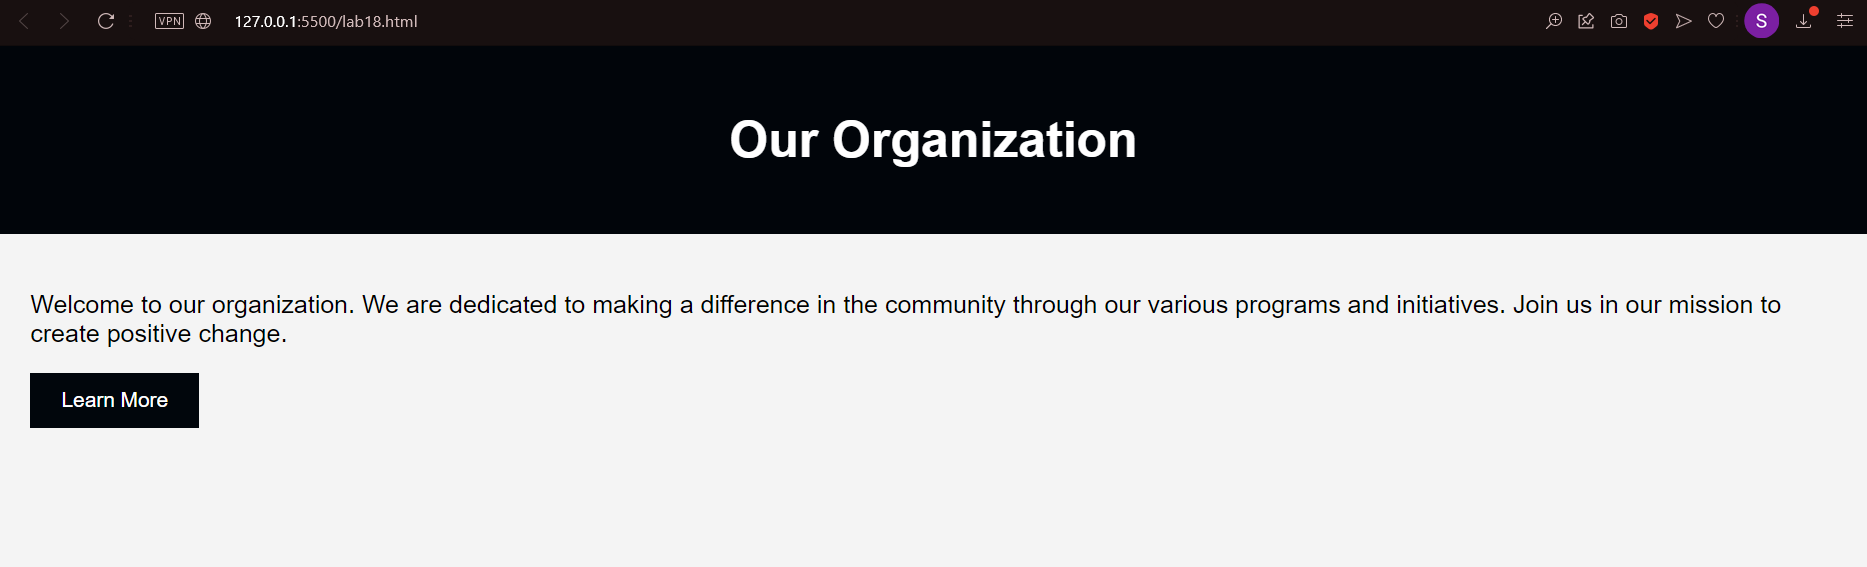 VPN 127.0.0.1:5500/lab18.html S
Our Organization
Welcome to our organization. We are dedicated to making a difference in the community through our various programs and initiatives. Join us in our mission to
create positive change.
Learn More